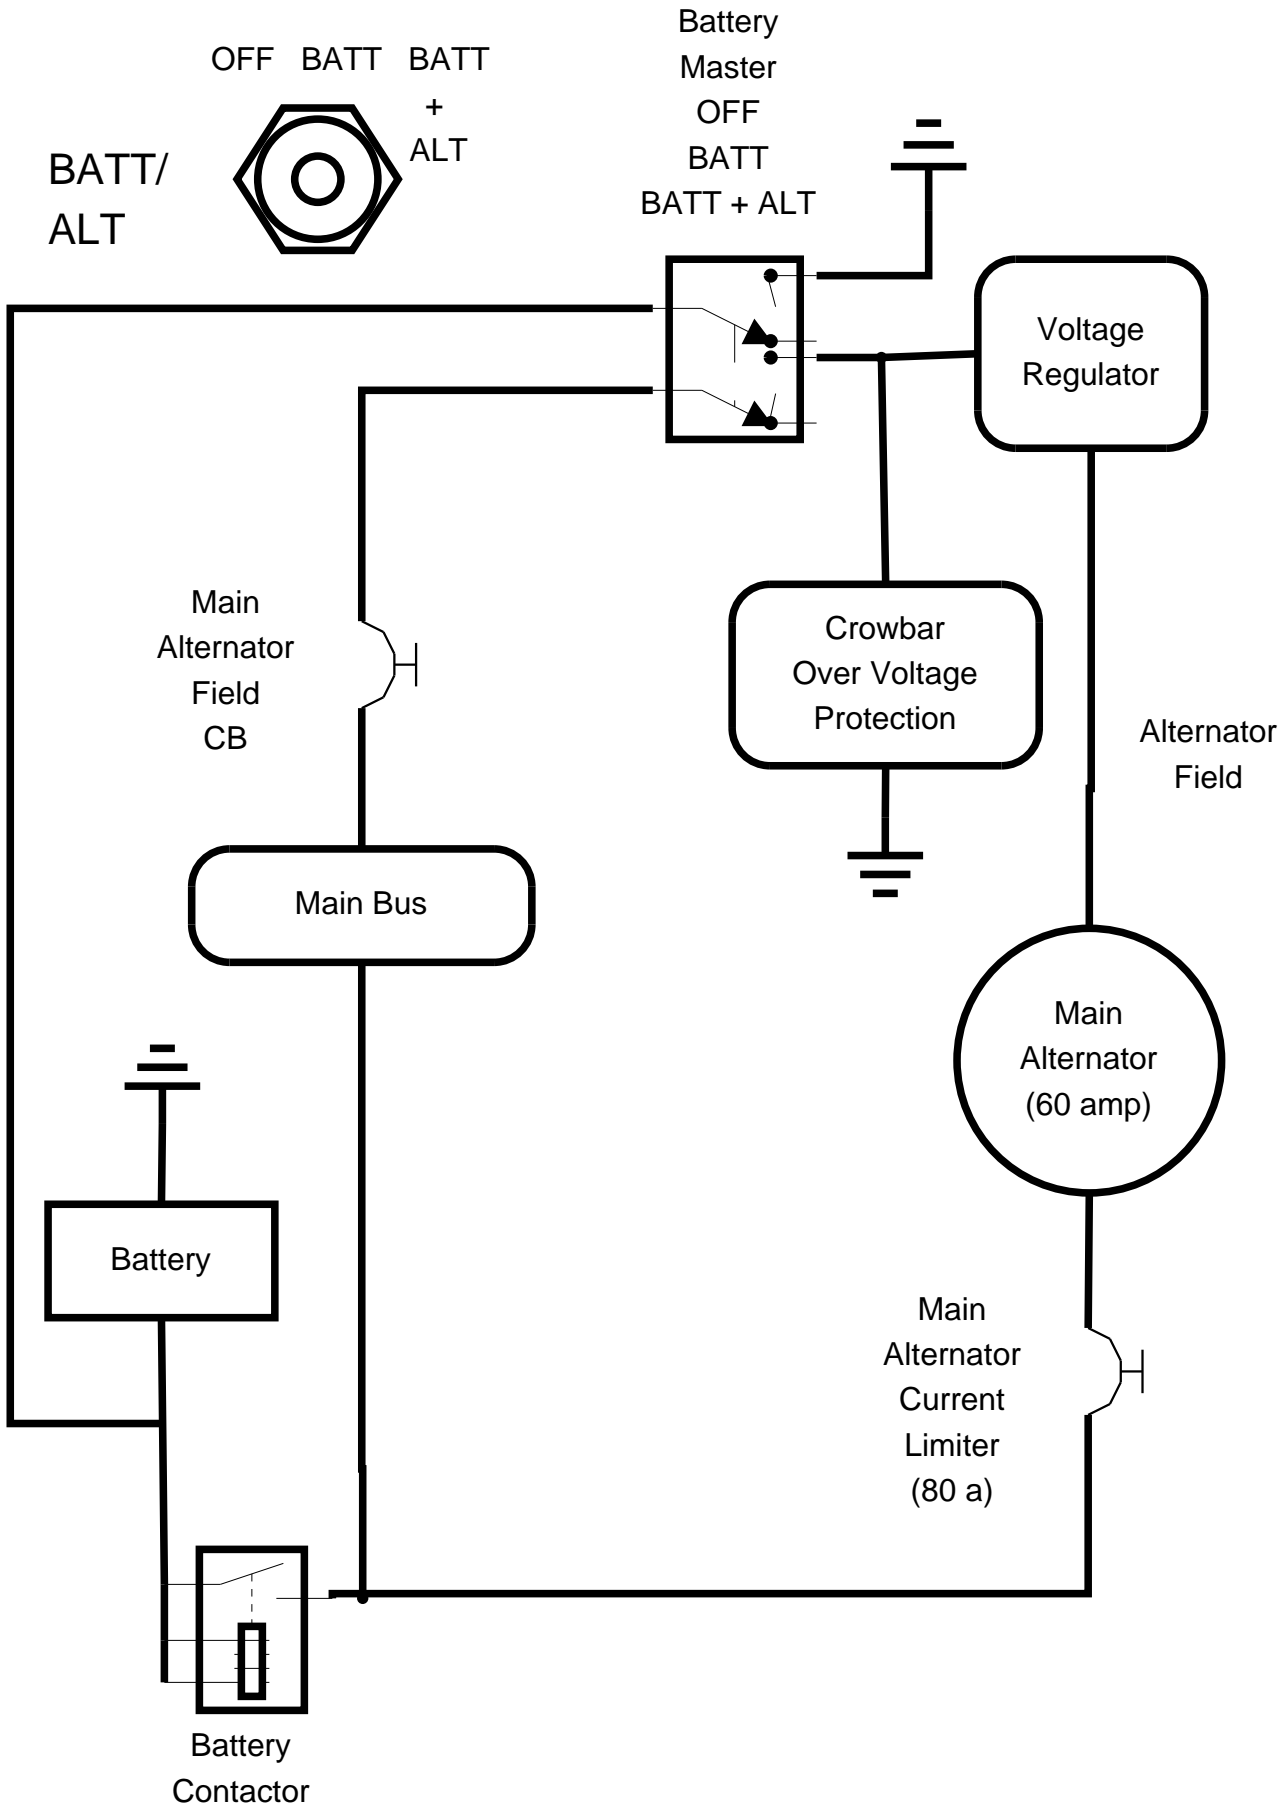 OFF BATT BATT
+
ALT
BATT/
ALT
Battery
Master
OFF
BATT
BATT + ALT
Voltage
Regulator
Main
Alternator
Field
CB
Crowbar
Over Voltage
Protection
Alternator
Field
Main Bus
Main
Alternator
(60 amp)
Battery
Main
Alternator
Current
Limiter
(80 a)
Battery
Contactor